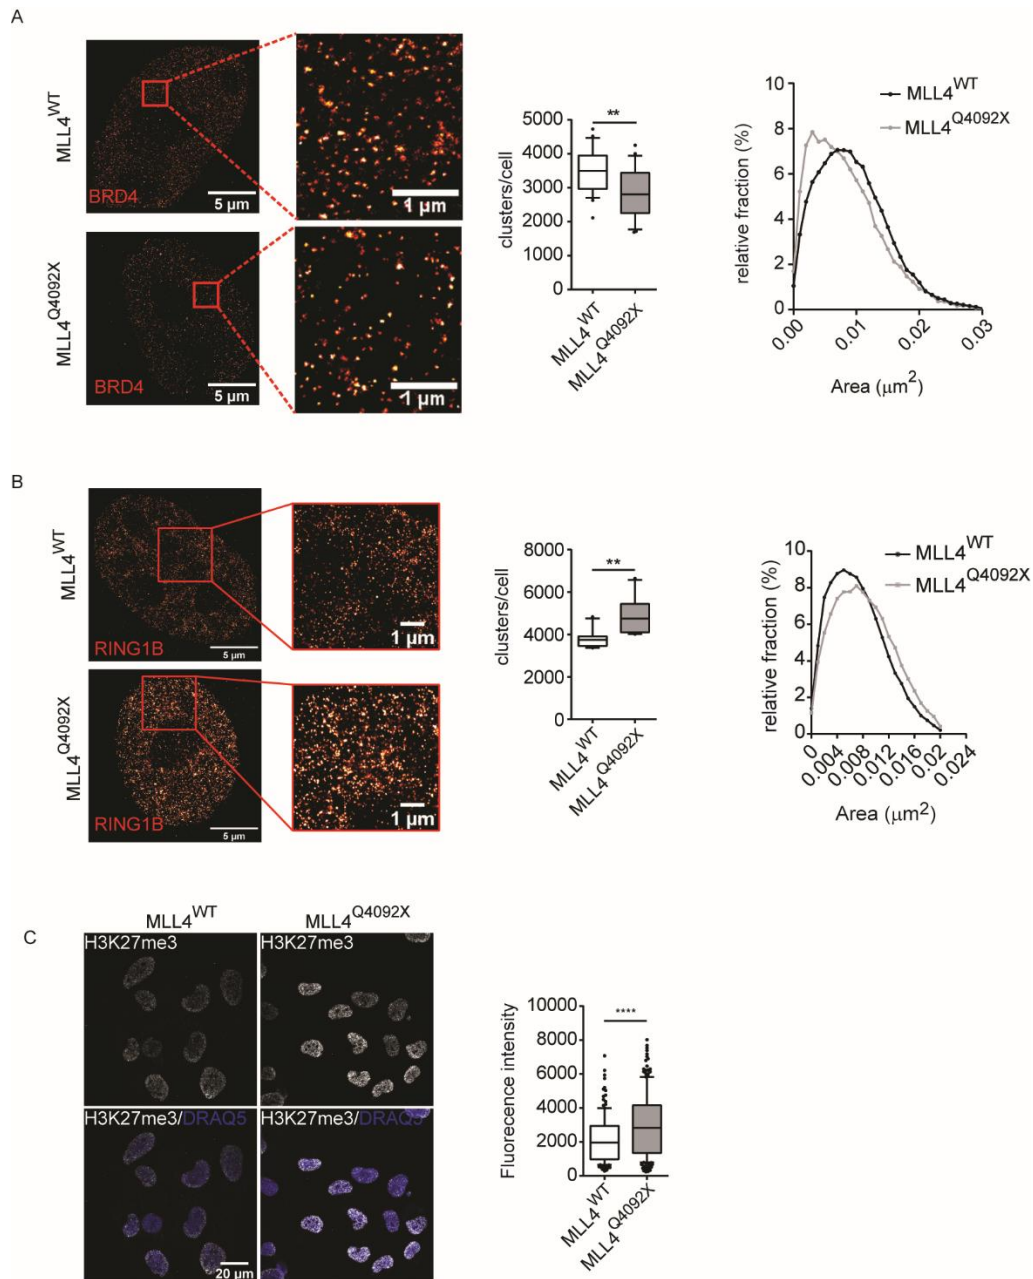 A
MLL4WT
BRD4
5 µm
1 µm
MLL4Q4092X
BRD4
5 µm
1 µm
clusters/cell
5000
4000
3000
2000
1000
0
**
MLL4WT
MLL4Q4092X
relative fraction (%)
10
8
6
4
2
0
0.00
0.01
0.02
0.03
Area (µm2)
MLL4WT
MLL4Q4092X
B
MLL4WT
RING1B
5 µm
1 µm
MLL4Q4092X
RING1B
5 µm
1 µm
clusters/cell
8000
6000
4000
2000
0
**
MLL4WT
MLL4Q4092X
relative fraction (%)
10
8
6
4
2
0
0
0.004
0.008
0.012
0.016
0.02
0.024
Area (µm2)
MLL4WT
MLL4Q4092X
C
MLL4WT
MLL4Q4092X
H3K27me3
H3K27me3
H3K27me3/DRAQ5
H3K27me3/DRAQ5
20 µm
Fluorecence intensity
10000
8000
6000
4000
2000
0
****
MLL4WT
MLL4Q4092X